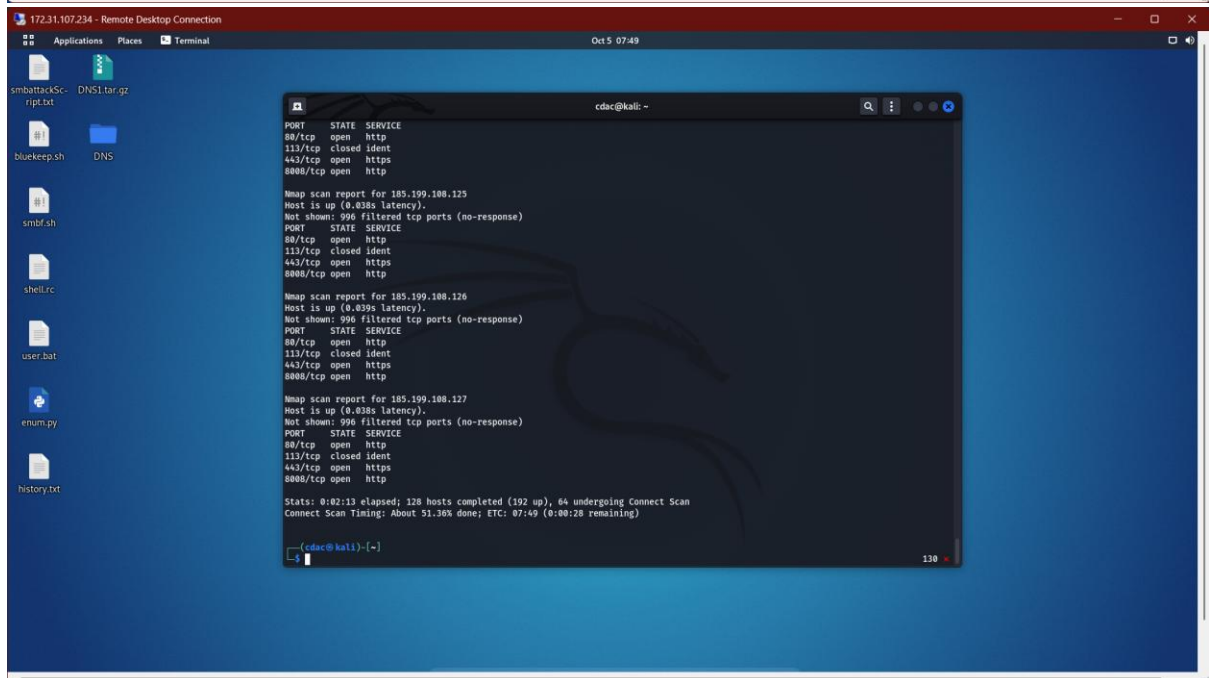 172.31.107.234 - Remote Desktop Connection
Applications Places Terminal Oct 5 07:49
smbattackSc-
ript.txt
DNS1.tar.gz
bluekeep.sh
DNS
smbf.sh
shell.rc
user.bat
enum.py
history.txt
cdac@kali: ~
PORT STATE SERVICE
80/tcp open http
113/tcp closed ident
443/tcp open https
8008/tcp open http
Nmap scan report for 185.199.108.125
Host is up (0.038s latency).
Not shown: 996 filtered tcp ports (no-response)
PORT STATE SERVICE
80/tcp open http
113/tcp closed ident
443/tcp open https
8008/tcp open http
Nmap scan report for 185.199.108.126
Host is up (0.039s latency).
Not shown: 996 filtered tcp ports (no-response)
PORT STATE SERVICE
80/tcp open http
113/tcp closed ident
443/tcp open https
8008/tcp open http
Nmap scan report for 185.199.108.127
Host is up (0.038s latency).
Not shown: 996 filtered tcp ports (no-response)
PORT STATE SERVICE
80/tcp open http
113/tcp closed ident
443/tcp open https
8008/tcp open http
Stats: 0:02:13 elapsed; 128 hosts completed (192 up), 64 undergoing Connect Scan
Connect Scan Timing: About 51.36% done; ETC: 07:49 (0:00:28 remaining)
(cdac㉿kali)-[~]
$
130 ⨯